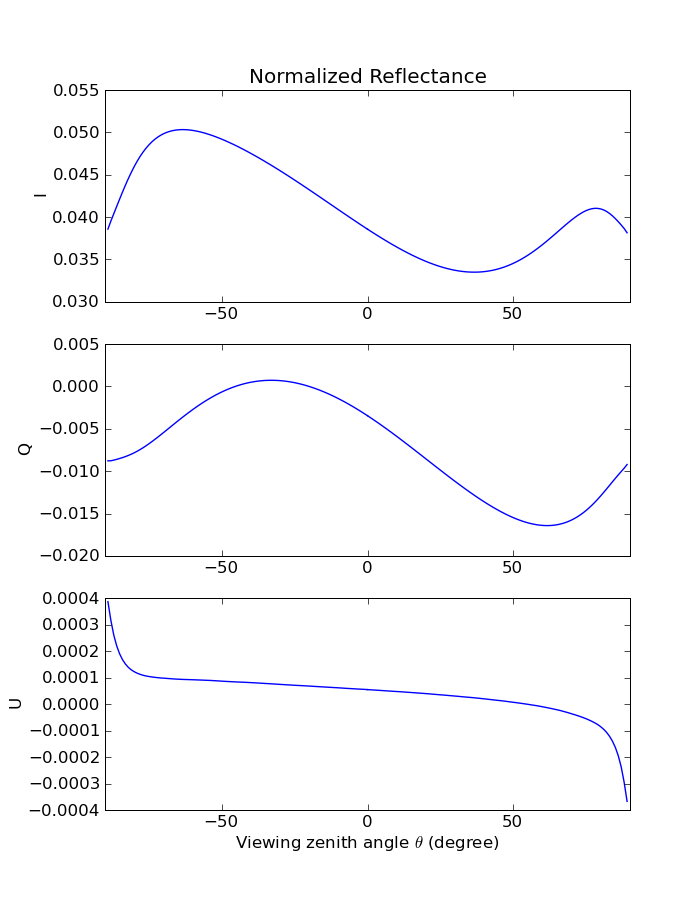 Normalized Reflectance
0.055
0.050
0.045
0.040
0.035
0.030
I
−50 0 50
0.005
0.000
−0.005
−0.010
−0.015
−0.020
Q
−50 0 50
0.0004
0.0003
0.0002
0.0001
0.0000
−0.0001
−0.0002
−0.0003
−0.0004
U
−50 0 50
Viewing zenith angle θ (degree)